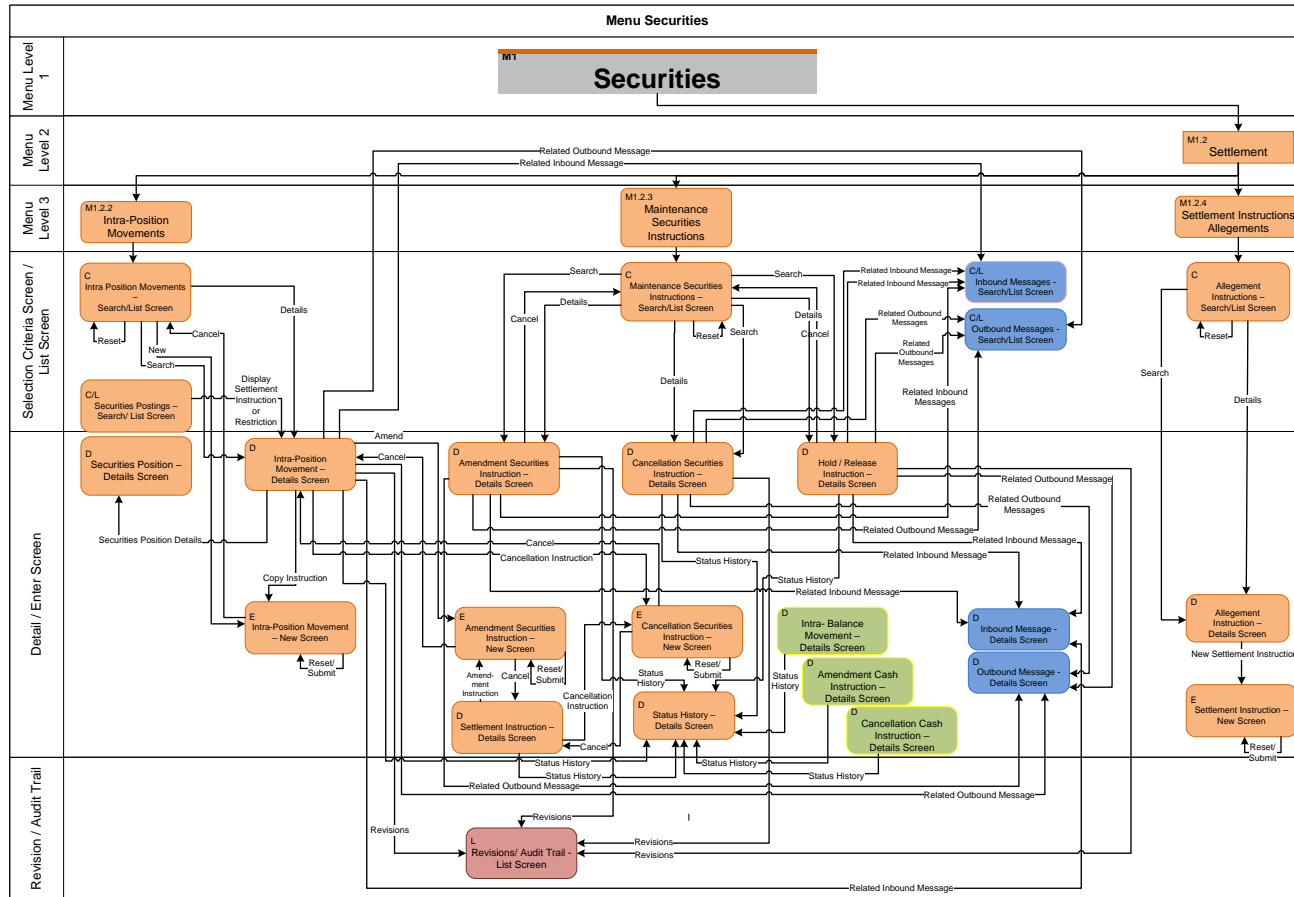 Menu Securities
Menu Level
1
M1
Securities
Menu
Level 2
Related Outbound Message
Related Inbound Message
M1.2
Settlement
Menu
Level 3
M1.2.2
Intra-Position
Movements
M1.2.3
Maintenance
Securities
Instructions
M1.2.4
Settlement Instructions
Allegements
Selection Criteria Screen /
List Screen
C
Intra Position Movements –
Search/List Screen
Reset
New
Search
Cancel
Details
C/L
Securities Postings –
Search/ List Screen
Display
Settlement
Instruction
or
Restriction
Search
Details
Cancel
C
Maintenance Securities
Instructions –
Search/List Screen
Reset
Search
Details
Search
Details
Cancel
Related Inbound Message
Related Inbound Message
C/L
Inbound Messages -
Search/List Screen
Related Outbound
Messages
Related
Outbound
Messages
C/L
Outbound Messages -
Search/List Screen
Related Inbound
Messages
C
Allegement
Instructions –
Search/List Screen
Reset
Search
Details
Detail / Enter Screen
D
Securities Position –
Details Screen
D
Intra-Position
Movement –
Details Screen
Amend
Cancel
D
Amendment Securities
Instruction –
Details Screen
D
Cancellation Securities
Instruction –
Details Screen
D
Hold / Release
Instruction –
Details Screen
Related Outbound
Messages
Securities Position Details
Related Outbound Message
Cancel
Cancellation Instruction
Status History
Related Inbound Message
Related Inbound Message
Status History
Copy Instruction
Related Inbound Message
E
Intra-Position Movement
– New Screen
Reset/
Submit
E
Amendment Securities
Instruction –
New Screen
Reset/
Submit
Amend-
ment
Instruction
Cancel
Cancellation
Instruction
E
Cancellation Securities
Instruction –
New Screen
Reset/
Submit
D
Intra- Balance
Movement –
Details Screen
D
Amendment Cash
Instruction –
Details Screen
D
Cancellation Cash
Instruction –
Details Screen
D
Inbound Message -
Details Screen
D
Outbound Message -
Details Screen
D
Allegement
Instruction –
Details Screen
New Settlement Instruction
E
Settlement Instruction –
New Screen
Reset/
Submit
D
Settlement Instruction –
Details Screen
Cancel
Status
History
D
Status History –
Details Screen
Status
History
Status History
Status History
Status History
Status History
Revision / Audit Trail
Related Outbound Message
Related Outbound Message
Revisions
Revisions
L
Revisions/ Audit Trail -
List Screen
Revisions
Revisions
I
Related Inbound Message